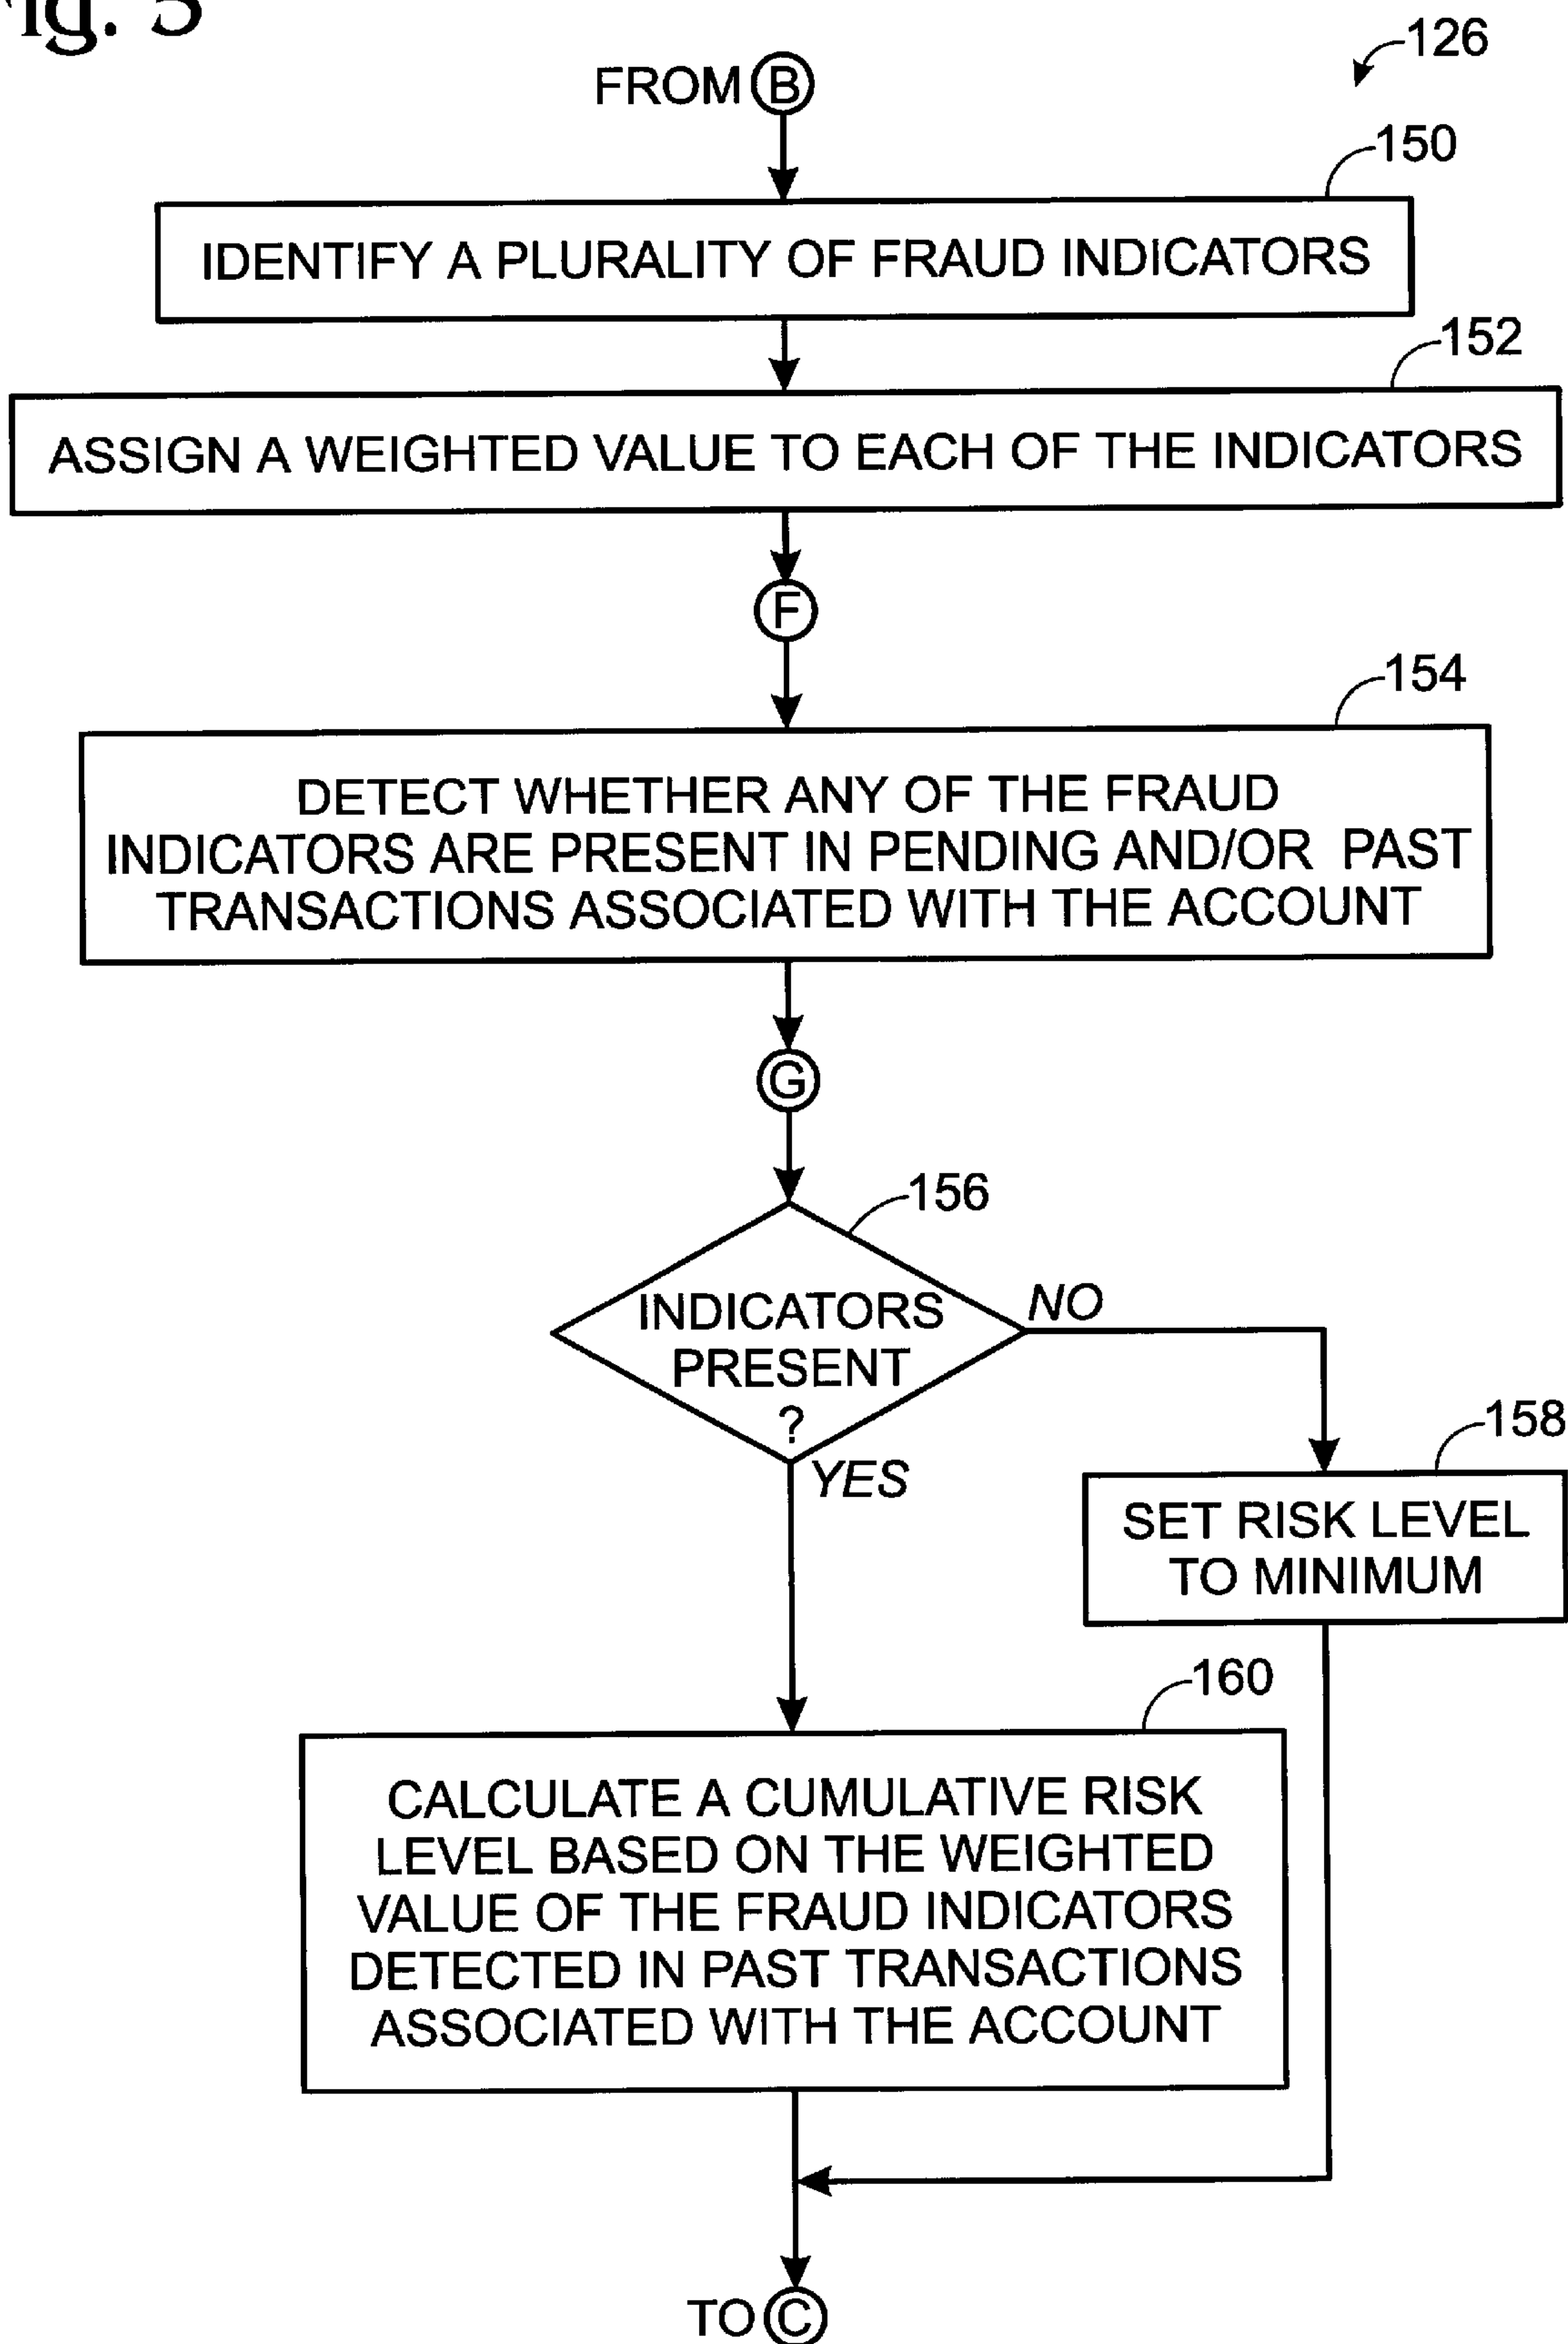 Fig. 5
126
FROM B
150
IDENTIFY A PLURALITY OF FRAUD INDICATORS
152
ASSIGN A WEIGHTED VALUE TO EACH OF THE INDICATORS
F
154
DETECT WHETHER ANY OF THE FRAUD
INDICATORS ARE PRESENT IN PENDING AND/OR PAST
TRANSACTIONS ASSOCIATED WITH THE ACCOUNT
G
156
INDICATORS
PRESENT
?
NO
YES
158
SET RISK LEVEL
TO MINIMUM
160
CALCULATE A CUMULATIVE RISK
LEVEL BASED ON THE WEIGHTED
VALUE OF THE FRAUD INDICATORS
DETECTED IN PAST TRANSACTIONS
ASSOCIATED WITH THE ACCOUNT
TO C